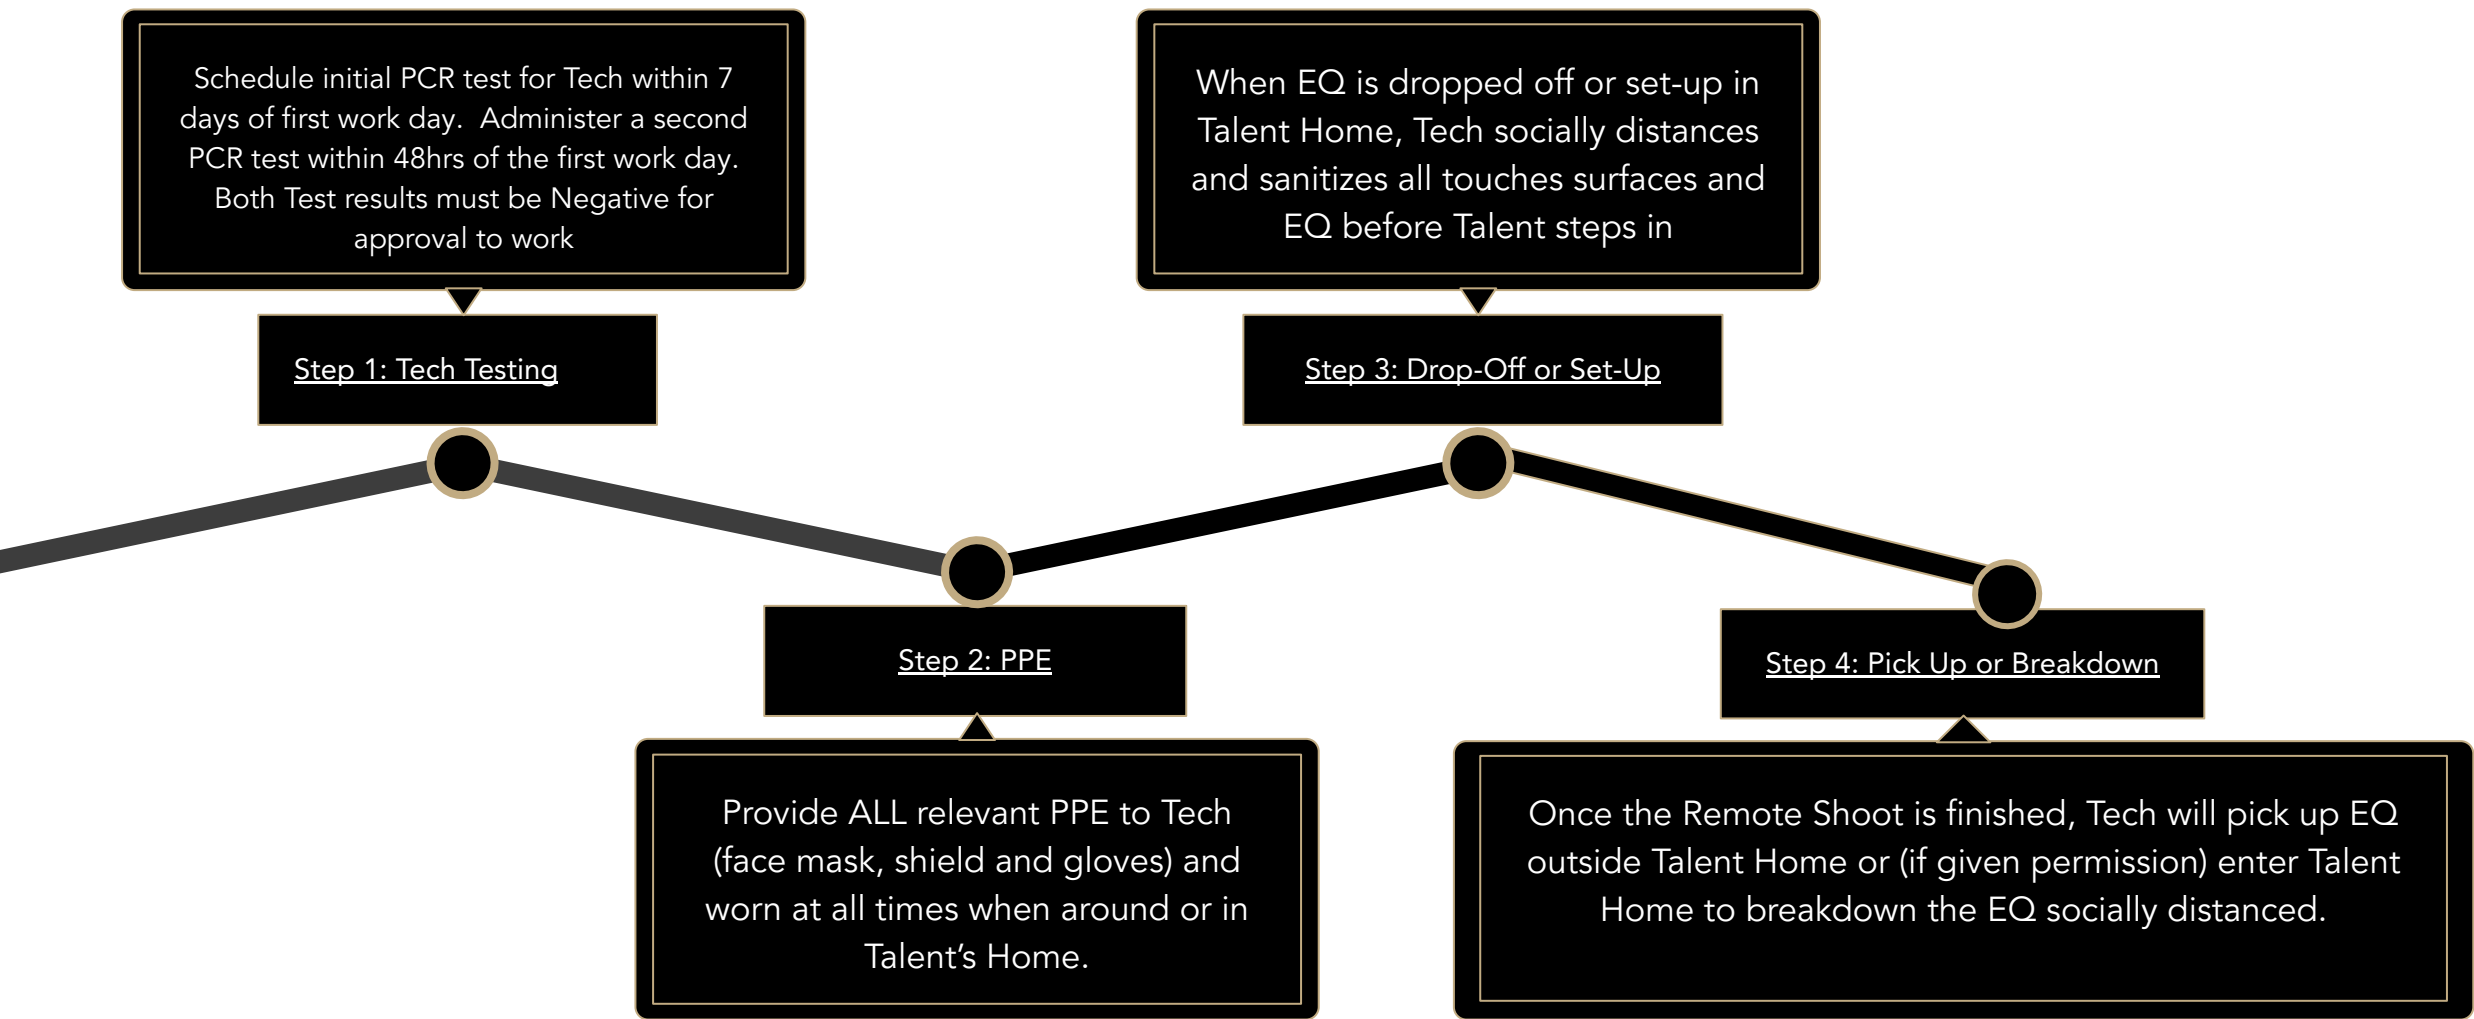 Schedule initial PCR test for Tech within 7
days of first work day.  Administer a second
PCR test within 48hrs of the first work day.
Both Test results must be Negative for
approval to work
Step 1: Tech Testing
Step 2: PPE
Provide ALL relevant PPE to Tech
(face mask, shield and gloves) and
worn at all times when around or in
Talent’s Home.
When EQ is dropped off or set-up in
Talent Home, Tech socially distances
and sanitizes all touches surfaces and
EQ before Talent steps in
Step 3: Drop-Off or Set-Up
Step 4: Pick Up or Breakdown
Once the Remote Shoot is finished, Tech will pick up EQ
outside Talent Home or (if given permission) enter Talent
Home to breakdown the EQ socially distanced.